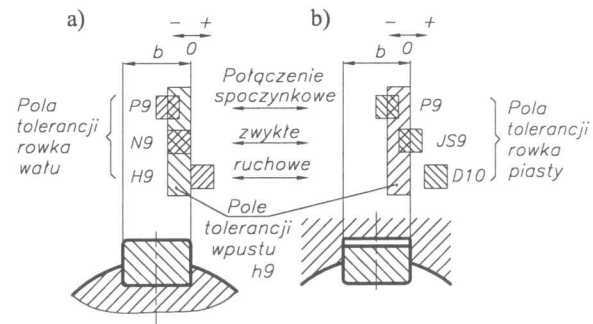 a)
- +
b 0
Pola tolerancji rowka wału
P9
N9
H9
Połączenie
spoczynkowe
zwykłe
ruchowe
Pole
tolerancji
wpustu
h9
b)
- +
b 0
P9
JS9
D10
Pola
tolerancji
rowka
piasty